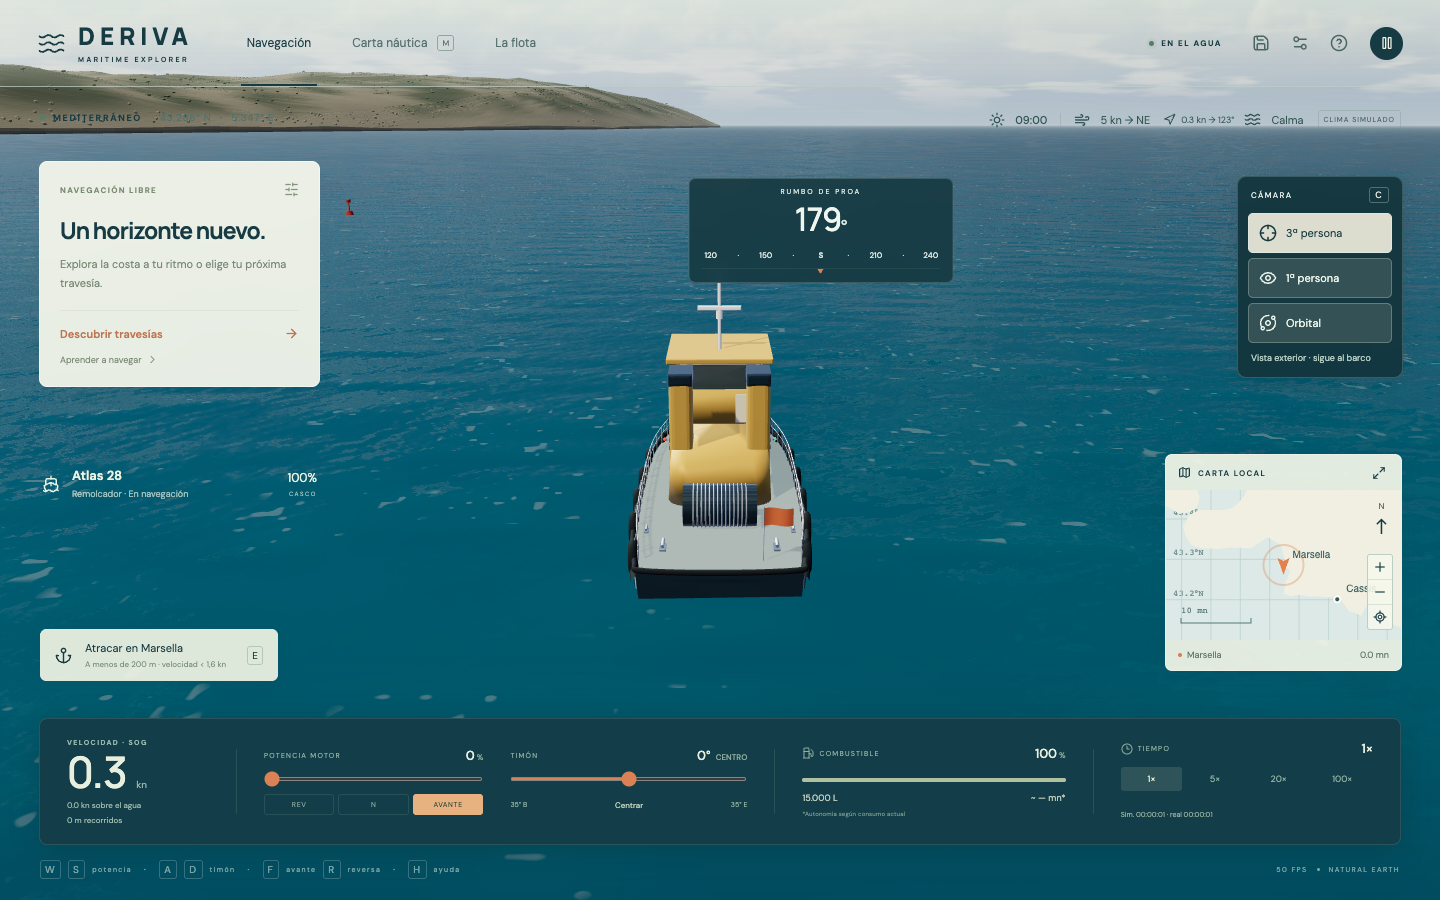 DERIVA
MARITIME EXPLORER
Navegación
Carta náutica M
La flota
EN EL AGUA
MEDITERRÁNEO
09:00
5 kn → NE
0.3 kn → 123°
Calma
CLIMA SIMULADO
NAVEGACIÓN LIBRE
Un horizonte nuevo.
Explora la costa a tu ritmo o elige tu próxima
travesía.
Descubrir travesías →
Aprender a navegar
RUMBO DE PROA
179°
120 · 150 · S · 210 · 240
CÁMARA C
3ª persona
1ª persona
Orbital
Vista exterior · sigue al barco
Atlas 28
Remolcador · En navegación
100%
CASCO
CARTA LOCAL
N
43.3°N
Marsella
43.2°N
10 mn
Marsella
0.0 mn
Atracar en Marsella
A menos de 200 m · velocidad < 1,6 kn
E
VELOCIDAD · SOG
0.3 kn
0.0 kn sobre el agua
0 m recorridos
POTENCIA MOTOR 0 %
REV N AVANTE
TIMÓN 0° CENTRO
35° B Centrar 35° E
COMBUSTIBLE 100 %
15.000 L ~ — mn*
*Autonomía según consumo actual
TIEMPO 1×
1× 5× 20× 100×
Sim. 00:00:01 · real 00:00:01
W S potencia · A D timón · F avante R reversa · H ayuda
60 FPS • NATURAL EARTH